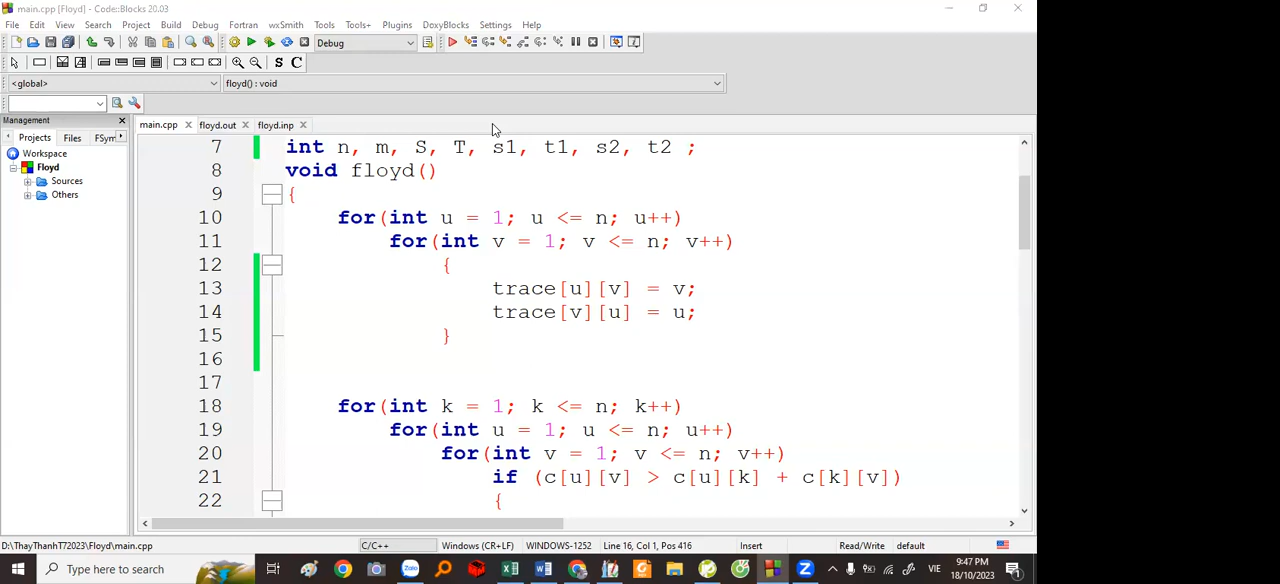 main.cpp [Floyd] - Code::Blocks 20.03
File Edit View Search Project Build Debug Fortran wxSmith Tools Tools+ Plugins DoxyBlocks Settings Help
Debug
S C
<global> floyd() : void
Management
Projects Files FSym
Workspace
Floyd
Sources
Others
main.cpp floyd.out floyd.inp
7 int n, m, S, T, s1, t1, s2, t2 ;
8 void floyd()
9 {
10 for(int u = 1; u <= n; u++)
11 for(int v = 1; v <= n; v++)
12 {
13 trace[u][v] = v;
14 trace[v][u] = u;
15 }
16
17
18 for(int k = 1; k <= n; k++)
19 for(int u = 1; u <= n; u++)
20 for(int v = 1; v <= n; v++)
21 if (c[u][v] > c[u][k] + c[k][v])
22 {
D:\ThayThanhT72023\Floyd\main.cpp C/C++ Windows (CR+LF) WINDOWS-1252 Line 16, Col 1, Pos 416 Insert Read/Write default
Type here to search
Zalo
VIE
9:47 PM
18/10/2023